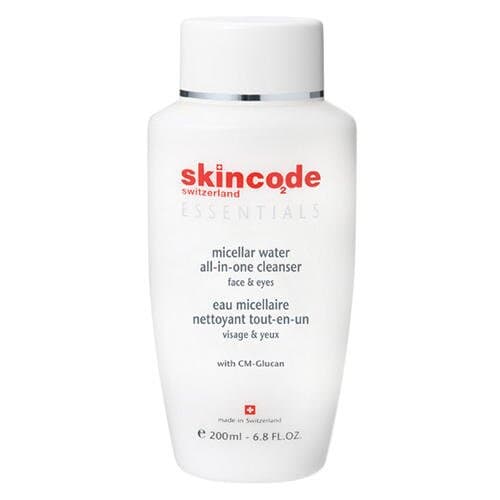 skinco2de
switzerland
ESSENTIALS
micellar water
all-in-one cleanser
face & eyes
eau micellaire
nettoyant tout-en-un
visage & yeux
with CM-Glucan
made in Switzerland
℮ 200ml - 6.8 FL.OZ.